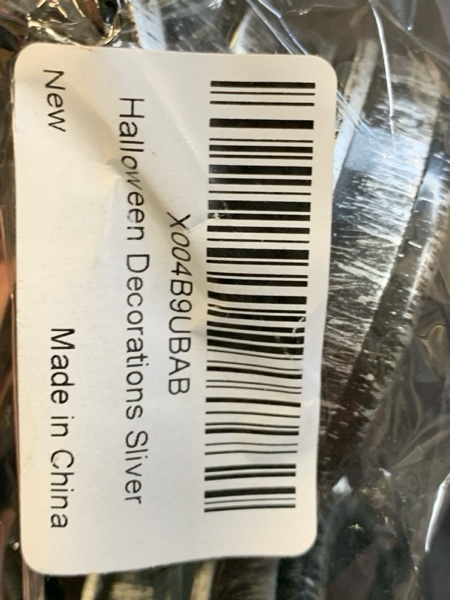 X004B9UBAB
Halloween Decorations Sliver
New Made in China